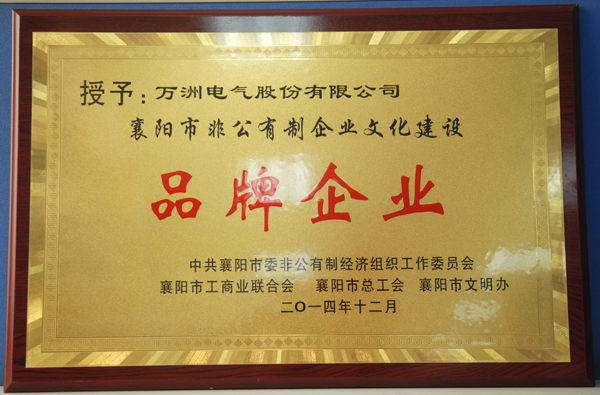 授予：万洲电气股份有限公司
襄阳市非公有制企业文化建设
品牌企业
中共襄阳市委非公有制经济组织工作委员会
襄阳市工商业联合会 襄阳市总工会 襄阳市文明办
二〇一四年十二月